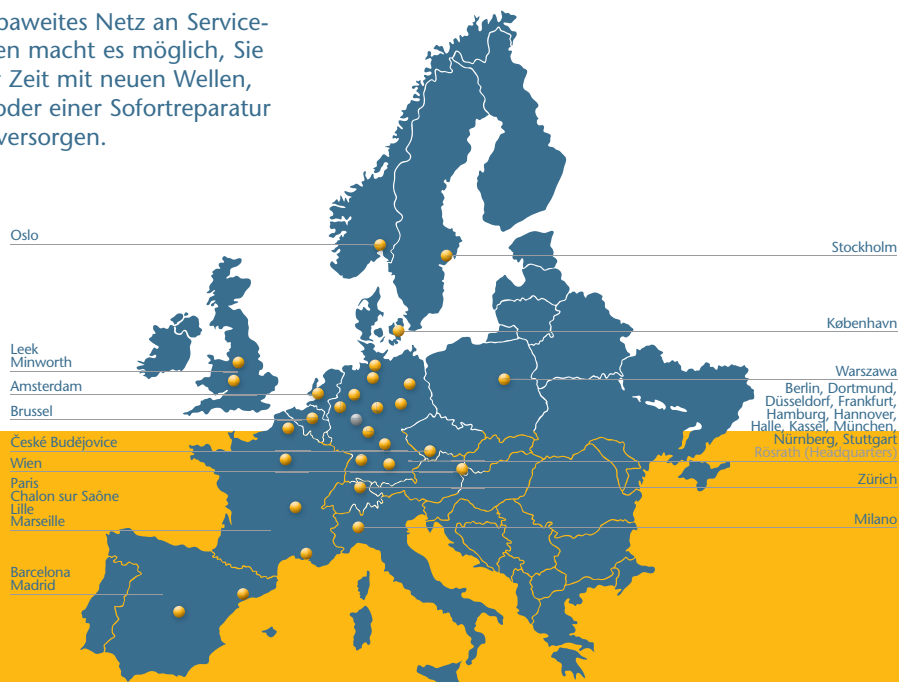 paweites Netz an Service-
en macht es möglich, Sie
Zeit mit neuen Wellen,
oder einer Sofortreparatur
versorgen.
Oslo
Leek
Minworth
Amsterdam
Brussel
České Budějovice
Wien
Paris
Chalon sur Saône
Lille
Marseille
Barcelona
Madrid
Stockholm
København
Warszawa
Berlin, Dortmund,
Düsseldorf, Frankfurt,
Hamburg, Hannover,
Halle, Kassel, München,
Nürnberg, Stuttgart
Rösrath (Headquarters)
Zürich
Milano